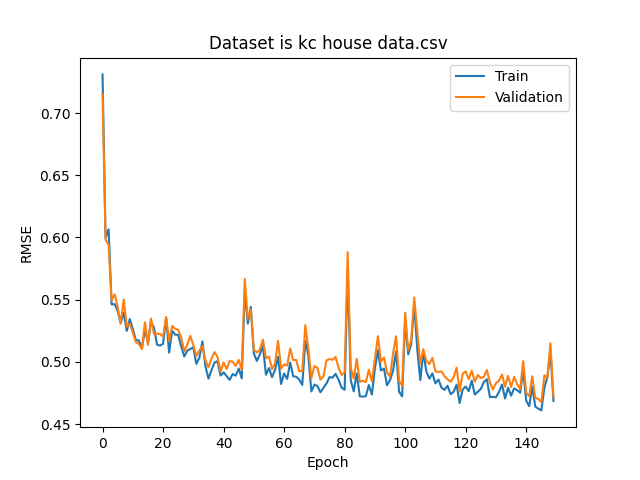 Dataset is kc house data.csv
Train
Validation
RMSE
0.70
0.65
0.60
0.55
0.50
0.45
0 20 40 60 80 100 120 140
Epoch